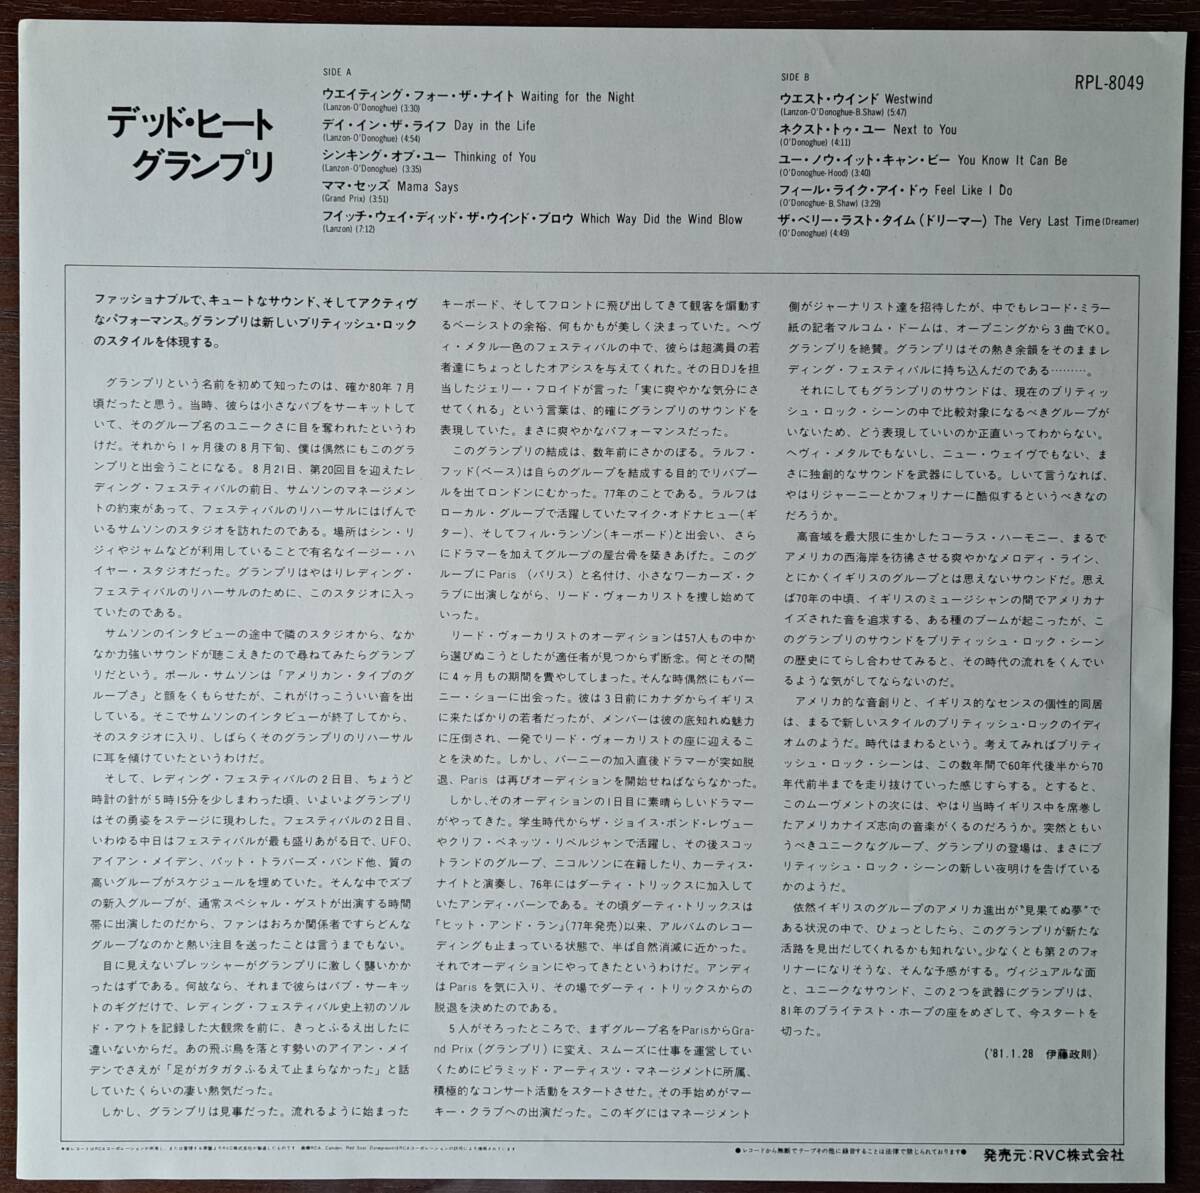 デッド・ヒート
グランプリ
SIDE A
ウエイティング・フォー・ザ・ナイト Waiting for the Night
(Lanzon-O'Donoghue) (3:30)
デイ・イン・ザ・ライフ Day in the Life
(Lanzon-O'Donoghue) (4:54)
シンキング・オブ・ユー Thinking of You
(Lanzon-O'Donoghue) (3:35)
ママ・セッズ Mama Says
(Grand Prix) (3:51)
フイッチ・ウェイ・ディッド・ザ・ウインド・ブロウ Which Way Did the Wind Blow
(Lanzon) (7:12)
SIDE B
ウエスト・ウインド Westwind
(Lanzon-O'Donoghue-B.Shaw) (5:47)
ネクスト・トゥ・ユー Next to You
(O'Donoghue) (4:11)
ユー・ノウ・イット・キャン・ビー You Know It Can Be
(O'Donoghue-Hood) (3:40)
フィール・ライク・アイ・ドゥ Feel Like I Do
(O'Donoghue-B.Shaw) (3:29)
ザ・ベリー・ラスト・タイム(ドリーマー) The Very Last Time (Dreamer)
(O'Donoghue) (4:49)
RPL-8049
ファッショナブルで、キュートなサウンド、そしてアクティヴ
なパフォーマンス。グランプリは新しいブリティッシュ・ロック
のスタイルを体現する。
グランプリという名前を初めて知ったのは、確か80年7月
頃だったと思う。当時、彼らは小さなパブをサーキットして
いて、そのグループ名のユニークさに目を奪われたというわ
けだ。それから1ヶ月後の8月下旬、僕は偶然にもこのグラ
ンプリと出会うことになる。8月21日、第20回目を迎えたレ
ディング・フェスティバルの前日、サムソンのマネージメン
トの約束があって、フェスティバルのリハーサルにはげんで
いるサムソンのスタジオを訪れたのである。場所はシン・リ
ジィやジャムなどが利用していることで有名なイージー・ハ
イヤー・スタジオだった。グランプリはやはりレディング・
フェスティバルのリハーサルのために、このスタジオに入っ
ていたのである。
サムソンのインタビューの途中で隣のスタジオから、なか
なか力強いサウンドが聴こえきたので尋ねてみたらグランプ
リだという。ポール・サムソンは「アメリカン・タイプのグ
ループさ」と顔をくもらせたが、これがけっこういい音を出
している。そこでサムソンのインタビューが終了してから、
そのスタジオに入り、しばらくそのグランプリのリハーサル
に耳を傾けていたというわけだ。
そして、レディング・フェスティバルの2日目、ちょうど
時計の針が5時15分を少しまわった頃、いよいよグランプリ
はその勇姿をステージに現わした。フェスティバルの2日目、
いわゆる中日はフェスティバルが最も盛りあがる日で、UFO、
アイアン・メイデン、パット・トラバーズ・バンド他、質の
高いグループがスケジュールを埋めていた。そんな中でズブ
の新入グループが、通常スペシャル・ゲストが出演する時間
帯に出演したのだから、ファンはおろか関係者ですらどんな
グループなのかと熱い注目を送ったことは言うまでもない。
目に見えないプレッシャーがグランプリに激しく襲いかか
ったはずである。何故なら、それまで彼らはパブ・サーキッ
トのギグだけで、レディング・フェスティバル史上初のソル
ド・アウトを記録した大観衆を前に、きっとふるえ出したに
違いないからだ。あの飛ぶ鳥を落とす勢いのアイアン・メイ
デンでさえが「足がガタガタふるえて止まらなかった」と話
していたくらいの凄い熱気だった。
しかし、グランプリは見事だった。流れるように始まった
キーボード、そしてフロントに飛び出してきて観客を煽動す
るベーシストの余裕、何もかもが美しく決まっていた。ヘヴ
ィ・メタル一色のフェスティバルの中で、彼らは超満員の若
者達にちょっとしたオアシスを与えてくれた。その日DJを担
当したジェリー・フロイドが言った「実に爽やかな気分にさ
せてくれる」という言葉は、的確にグランプリのサウンドを
表現していた。まさに爽やかなパフォーマンスだった。
このグランプリの結成は、数年前にさかのぼる。ラルフ・
フッド(ベース)は自らのグループを結成する目的でリバプー
ルを出てロンドンにむかった。77年のことである。ラルフは
ローカル・グループで活躍していたマイク・オドナヒュー(ギ
ター)、そしてフィル・ランゾン(キーボード)と出会い、さら
にドラマーを加えてグループの屋台骨を築きあげた。このグ
ループにParis (パリス)と名付け、小さなワーカーズ・ク
ラブに出演しながら、リード・ヴォーカリストを捜し始めて
いった。
リード・ヴォーカリストのオーディションは57人もの中か
ら選びぬこうとしたが適任者が見つからず断念。何とその間
に4ヶ月もの期間を費やしてしまった。そんな時偶然にもバー
ニー・ショーに出会った。彼は3日前にカナダからイギリス
に来たばかりの若者だったが、メンバーは彼の底知れぬ魅力
に圧倒され、一発でリード・ヴォーカリストの座に迎えるこ
とを決めた。しかし、バーニーの加入直後ドラマーが突如脱
退、Paris は再びオーディションを開始せねばならなかった。
しかし、そのオーディションの1日目に素晴らしいドラマー
がやってきた。学生時代からザ・ジョイス・ボンド・レヴュー
やクリフ・ベネッツ・リベルジャンで活躍し、その後スコッ
トランドのグループ、ニコルソンに在籍したり、カーティス・
ナイトと演奏し、76年にはダーティ・トリックスに加入して
いたアンディ・バーンである。その頃ダーティ・トリックスは
『ヒット・アンド・ラン』(77年発売)以来、アルバムのレコー
ディングも止まっている状態で、半ば自然消滅に近かった。
それでオーディションにやってきたというわけだ。アンディ
はParis を気に入り、その場でダーティ・トリックスからの
脱退を決めたのである。
5人がそろったところで、まずグループ名をParisからGra-
nd Prix (グランプリ) に変え、スムーズに仕事を運営してい
くためにピラミッド・アーティスツ・マネージメントに所属、
積極的なコンサート活動をスタートさせた。その手始めがマー
キー・クラブへの出演だった。このギグにはマネージメント
側がジャーナリスト達を招待したが、中でもレコード・ミラー
紙の記者マルコム・ドームは、オープニングから3曲でKO。
グランプリを絶賛。グランプリはその熱き余韻をそのままレ
ディング・フェスティバルに持ち込んだのである………。
それにしてもグランプリのサウンドは、現在のブリティッ
シュ・ロック・シーンの中で比較対象になるべきグループが
いないため、どう表現していいのか正直いってわからない。
ヘヴィ・メタルでもないし、ニュー・ウェイヴでもない、ま
さに独創的なサウンドを武器にしている。しいて言うなれば、
やはりジャーニーとかフォリナーに酷似するというべきなの
だろうか。
高音域を最大限に生かしたコーラス・ハーモニー、まるで
アメリカの西海岸を彷彿させる爽やかなメロディ・ライン、
とにかくイギリスのグループとは思えないサウンドだ。思え
ば70年の中頃、イギリスのミュージシャンの間でアメリカナ
イズされた音を追求する、ある種のブームが起こったが、こ
のグランプリのサウンドをブリティッシュ・ロック・シーン
の歴史にてらし合わせてみると、その時代の流れをくんでい
るような気がしてならないのだ。
アメリカ的な音創りと、イギリス的なセンスの個性的同居
は、まるで新しいスタイルのブリティッシュ・ロックのイディ
オムのようだ。時代はまわるという。考えてみればブリティ
ッシュ・ロック・シーンは、この数年間で60年代後半から70
年代前半までを走り抜けていった感じすらする。とすると、
このムーヴメントの次には、やはり当時イギリス中を席巻し
たアメリカナイズ志向の音楽がくるのだろうか。突然ともい
うべきユニークなグループ、グランプリの登場は、まさにブ
リティッシュ・ロック・シーンの新しい夜明けを告げている
かのようだ。
依然イギリスのグループのアメリカ進出が“見果てぬ夢”で
ある状況の中で、ひょっとしたら、このグランプリが新たな
活路を見出だしてくれるかも知れない。少なくとも第2のフォ
リナーになりそうな、そんな予感がする。ヴィジュアルな面
と、ユニークなサウンド、この2つを武器にグランプリは、
81年のブライテスト・ホープの座をめざして、今スタートを
切った。
('81.1.28 伊藤政則)
●レコードから無断でテープその他に録音することは法律で禁じられております●
発売元:RVC株式会社